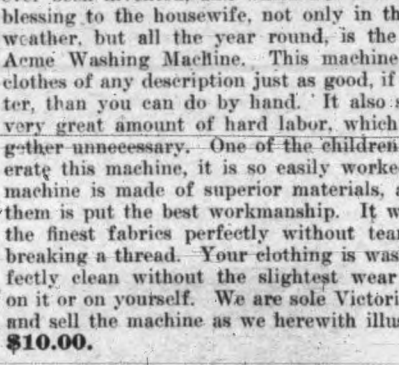 blessing to the housewife, not only in th
weather, but all the year round, is the
Acme Washing Machine. This machine
clothes of any description just as good, if
ter, than you can do by hand. It also s
very great amount of hard labor, which
gether unnecessary. One of the children
erate this machine, it is so easily worke
machine is made of superior materials, a
them is put the best workmanship. It w
the finest fabrics perfectly without tear
breaking a thread. Your clothing is was
fectly clean without the slightest wear
on it or on yourself. We are sole Victori
and sell the machine as we herewith illus
$10.00.